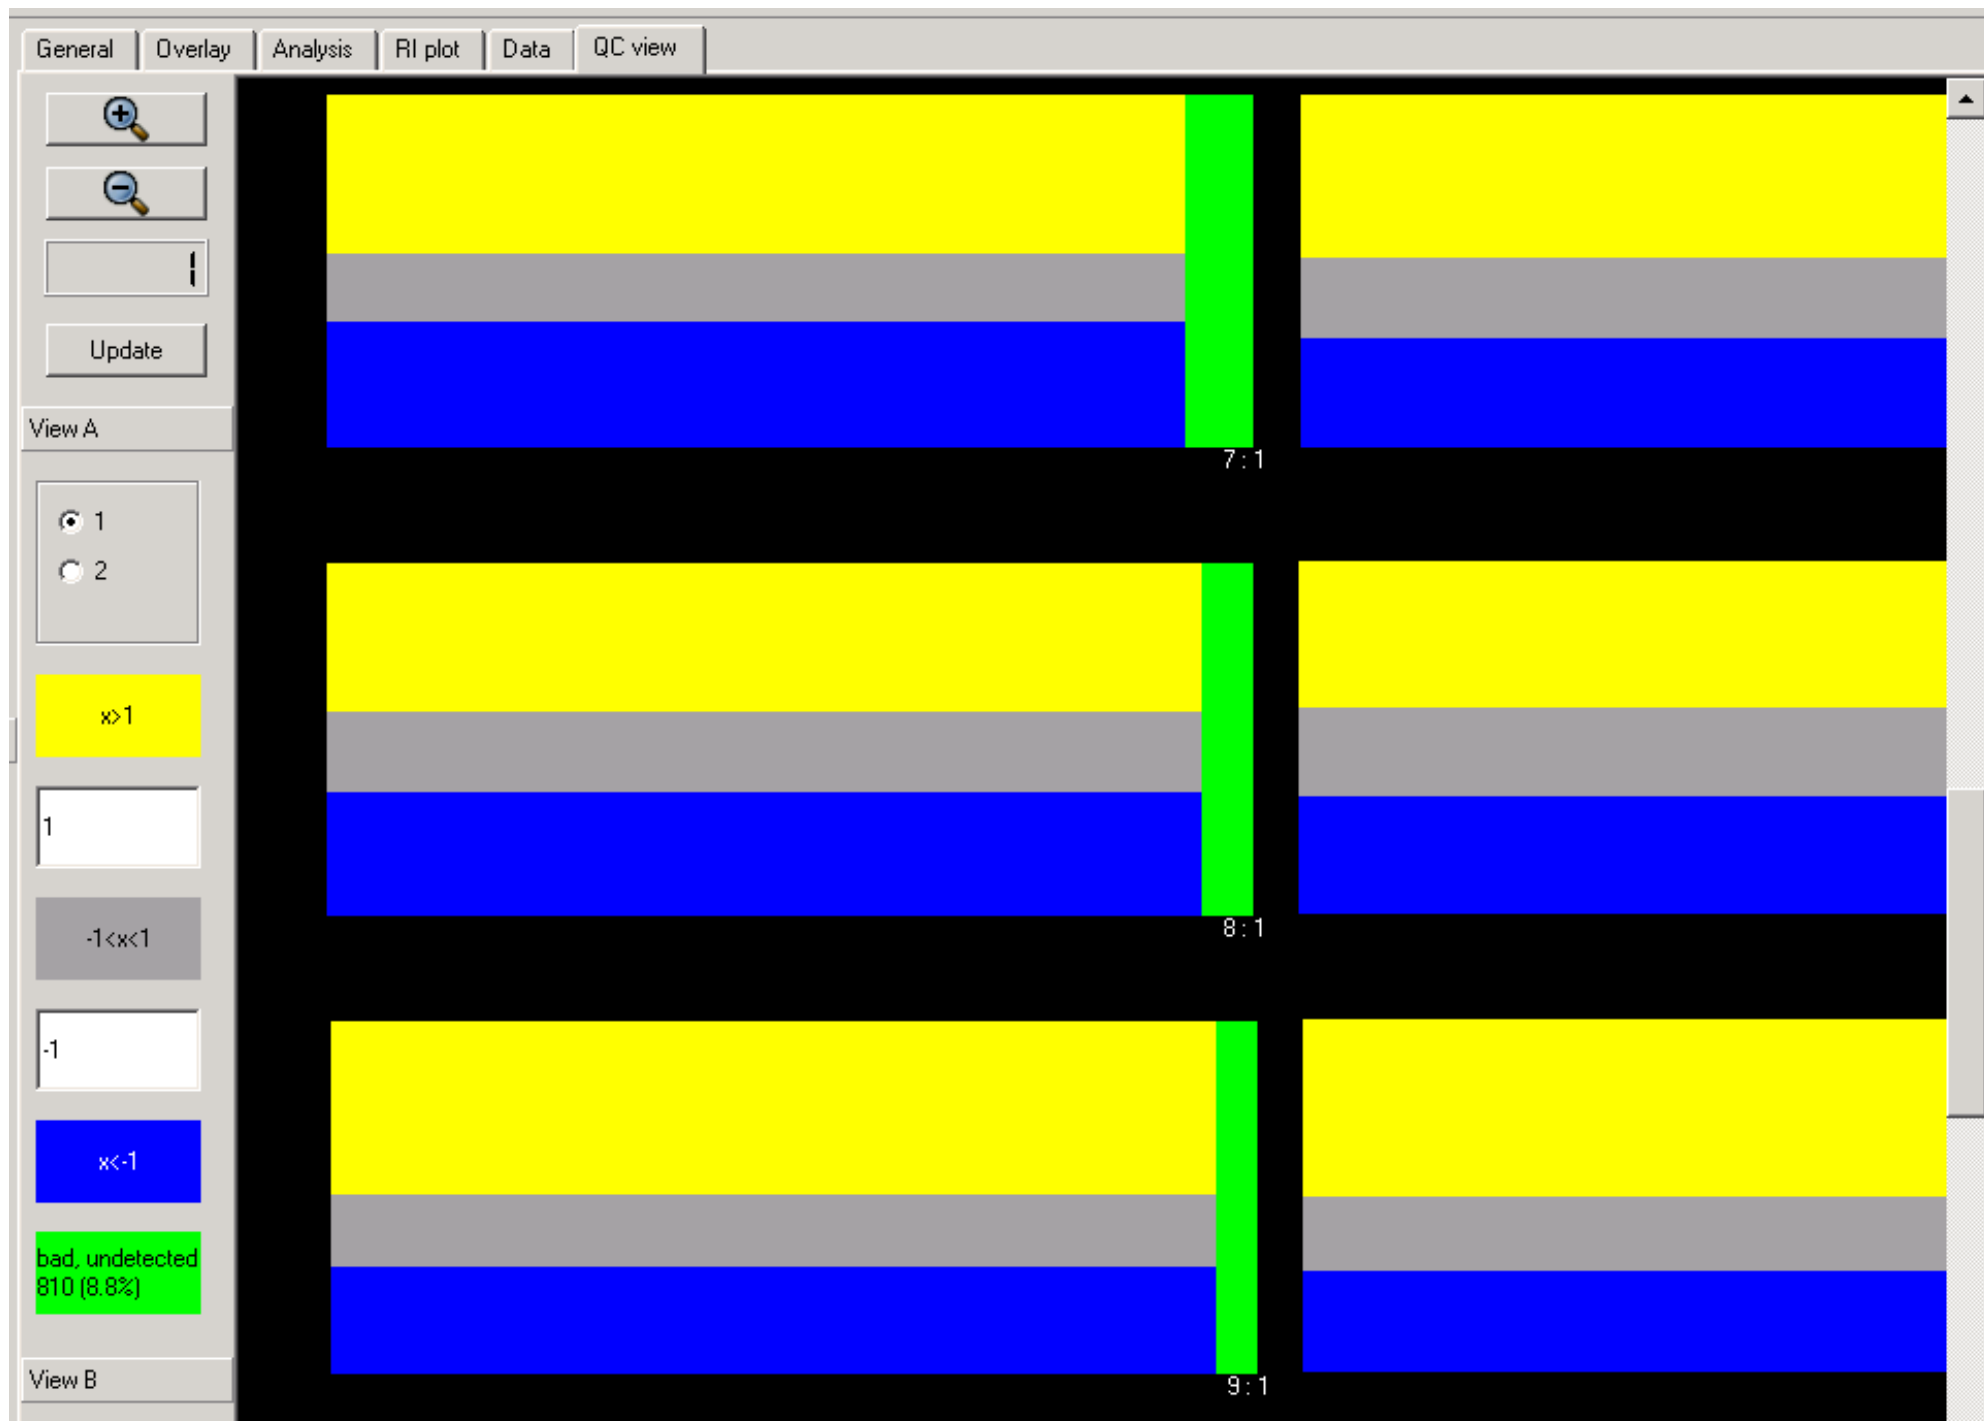 General
Overlay
Analysis
RI plot
Data
QC view
1
Update
View A
1
2
x>1
1
-1<x<1
-1
x<-1
bad, undetected
810 (8.8%)
View B
7:1
8:1
9:1